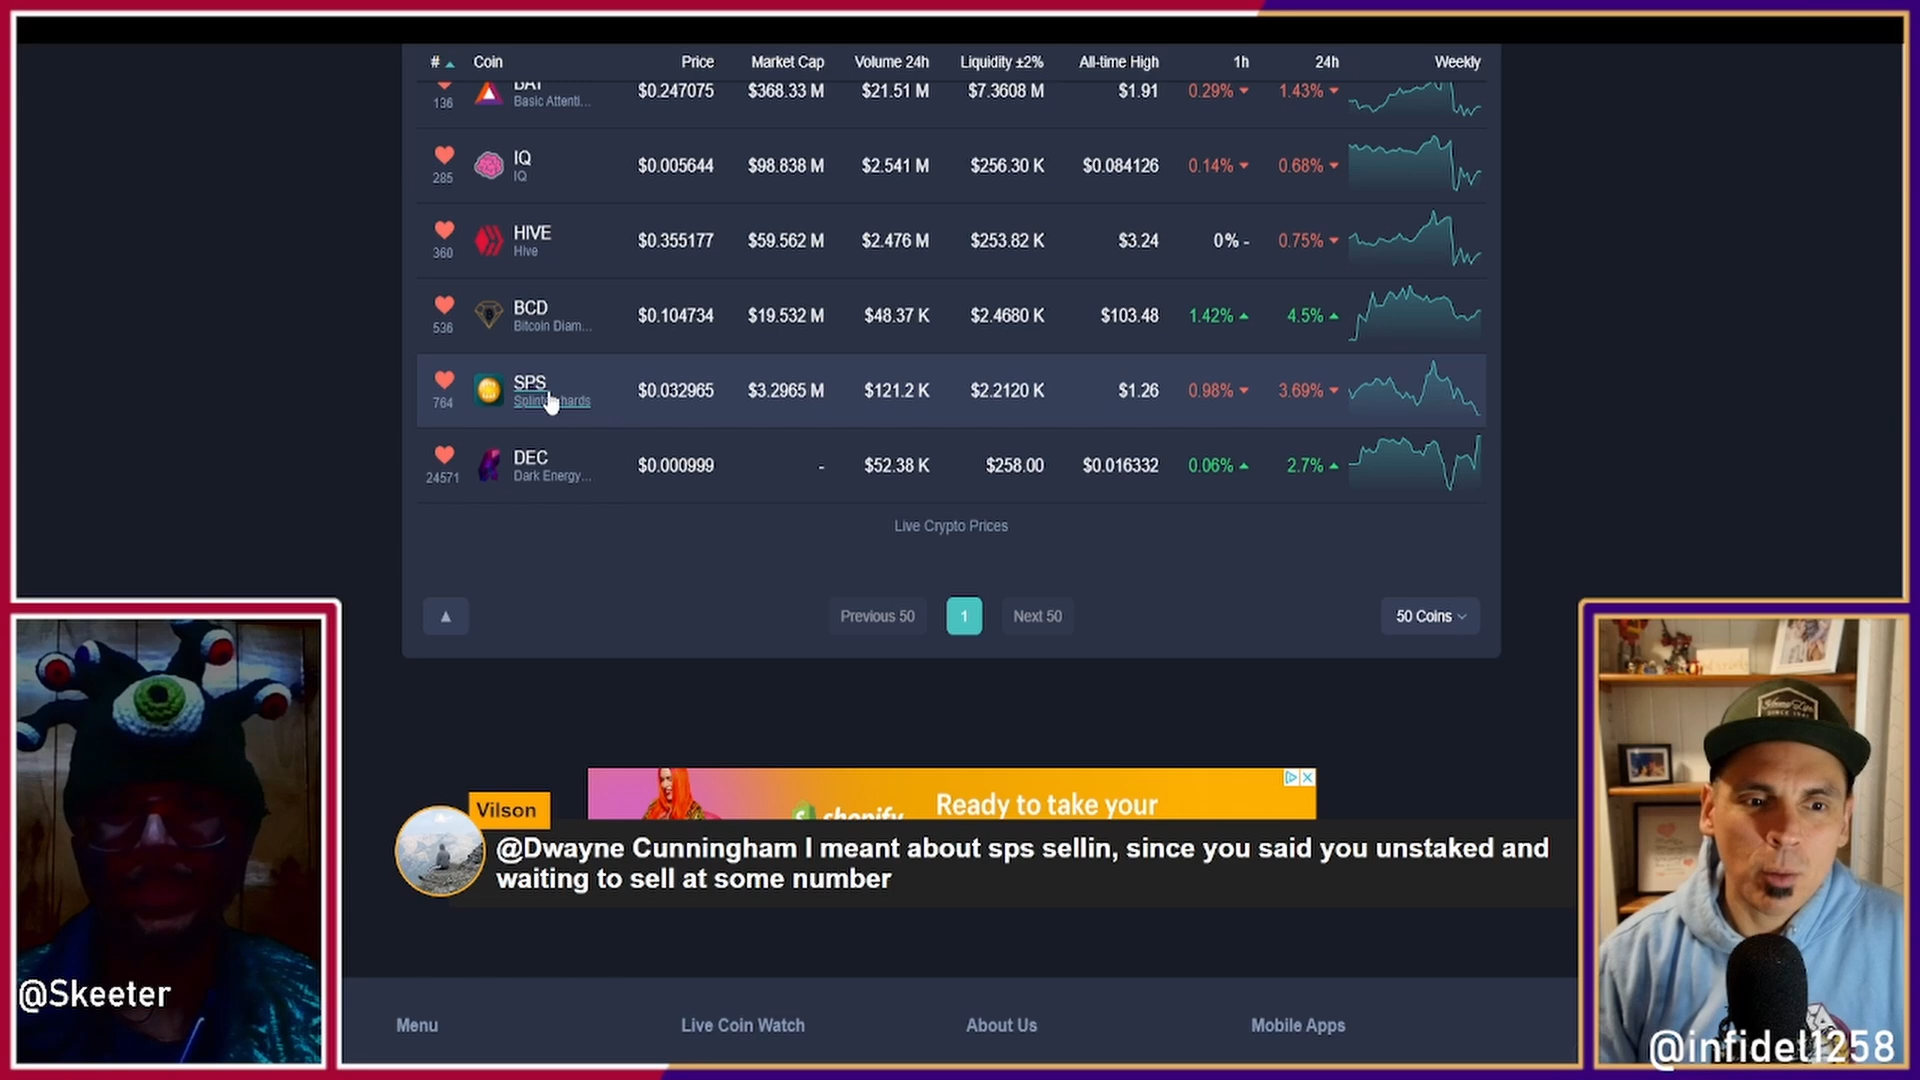 # Coin Price Market Cap Volume 24h Liquidity ±2% All-time High 1h 24h Weekly
BAT $0.247075 $368.33 M $21.51 M $7.3608 M $1.91 0.29% 1.43%
136 Basic Attenti...
IQ $0.005644 $98.838 M $2.541 M $256.30 K $0.084126 0.14% 0.68%
285 IQ
HIVE $0.355177 $59.562 M $2.476 M $253.82 K $3.24 0% - 0.75%
360 Hive
BCD $0.104734 $19.532 M $48.37 K $2.4680 K $103.48 1.42% 4.5%
536 Bitcoin Diam...
SPS $0.032965 $3.2965 M $121.2 K $2.2120 K $1.26 0.98% 3.69%
764
DEC $0.000999 - $52.38 K $258.00 $0.016332 0.06% 2.7%
24571 Dark Energy...
Live Crypto Prices
Previous 50 1 Next 50 50 Coins
shopify Ready to take your
Vilson
@Dwayne Cunningham I meant about sps sellin, since you said you unstaked and
waiting to sell at some number
@Skeeter
Menu Live Coin Watch About Us Mobile Apps
@infidel1258